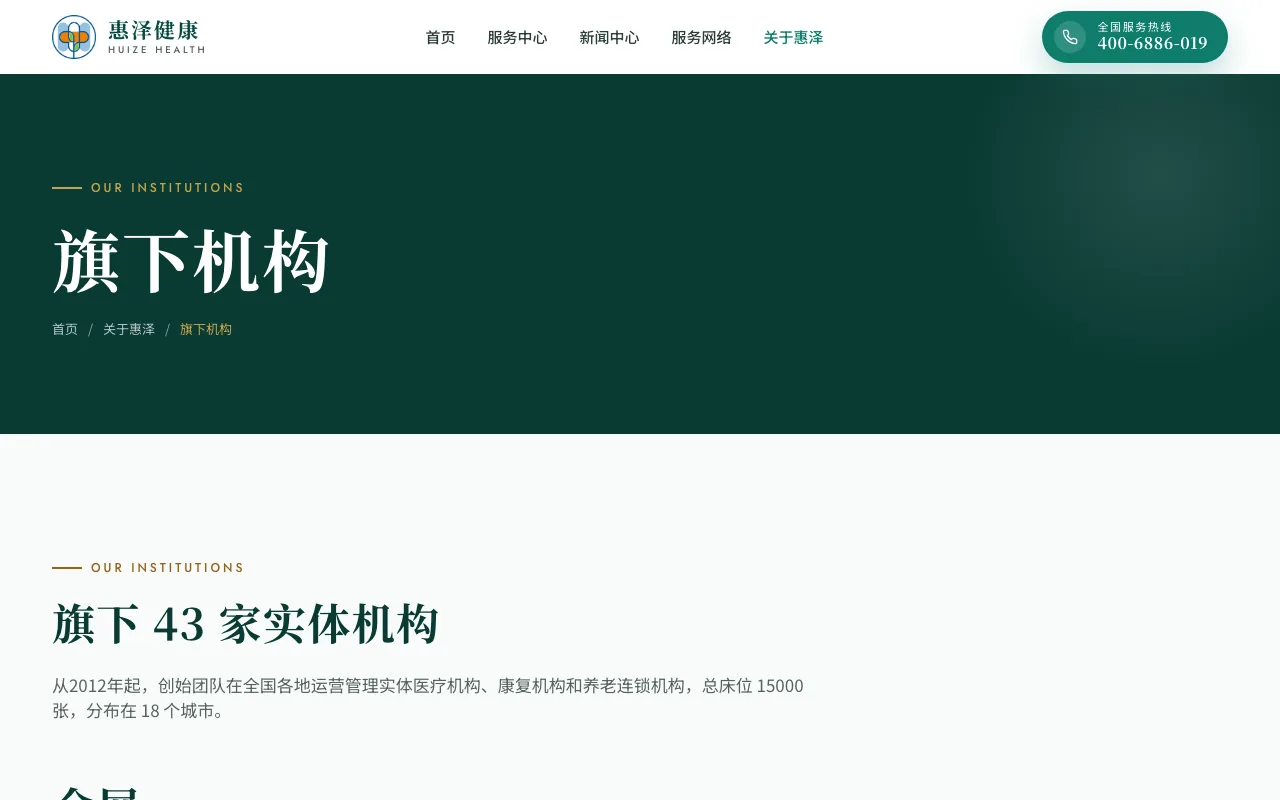 惠泽健康
HUIZE HEALTH
首页
服务中心
新闻中心
服务网络
关于惠泽
全国服务热线
400-6886-019
OUR INSTITUTIONS
旗下机构
首页 / 关于惠泽 / 旗下机构
OUR INSTITUTIONS
旗下 43 家实体机构
从2012年起，创始团队在全国各地运营管理实体医疗机构、康复机构和养老连锁机构，总床位 15000
张，分布在 18 个城市。